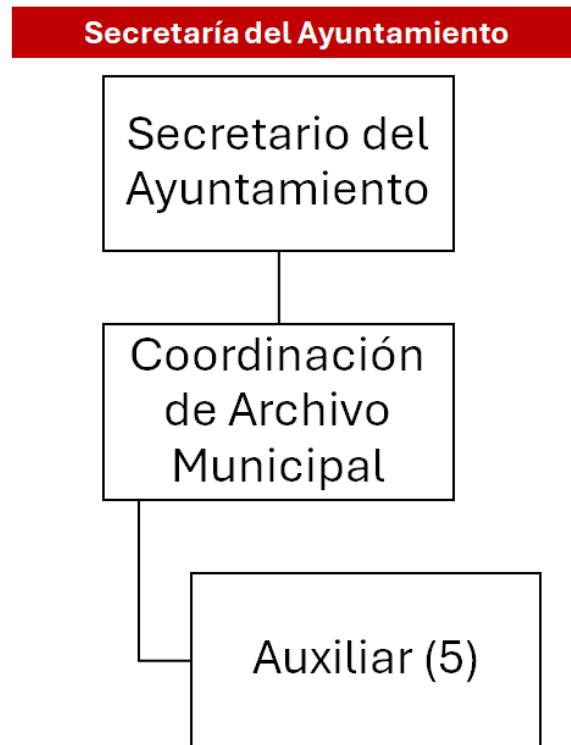 Secretaría del Ayuntamiento
Secretario del
Ayuntamiento
Coordinación
de Archivo
Municipal
Auxiliar (5)